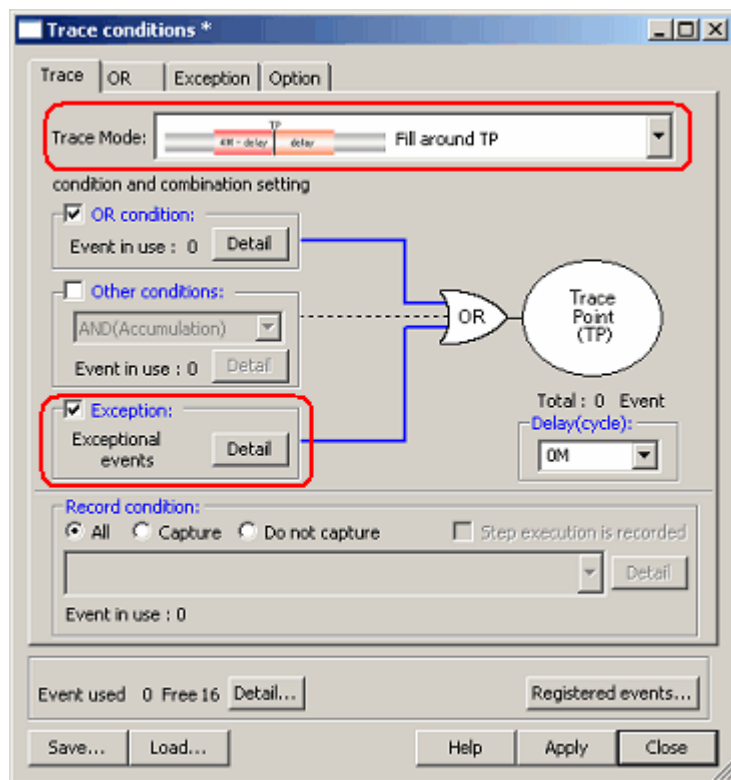 Trace conditions *
Trace OR Exception Option
Trace Mode: TP 4M - delay delay Fill around TP
condition and combination setting
OR condition:
Event in use : 0 Detail
Other conditions:
AND(Accumulation)
Event in use : 0 Detail
Exception:
Exceptional events Detail
OR
Trace
Point
(TP)
Total : 0 Event
Delay(cycle):
0M
Record condition:
All Capture Do not capture Step execution is recorded
Detail
Event in use : 0
Event used 0 Free 16 Detail... Registered events...
Save... Load... Help Apply Close